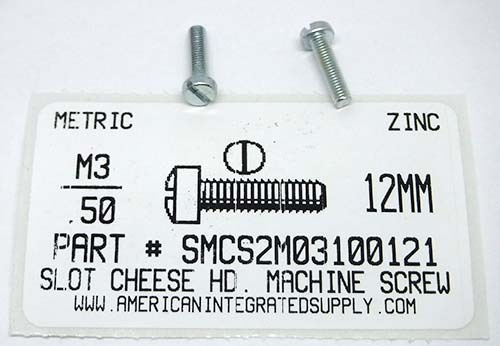 METRIC ZINC
M3
.50
12MM
PART # SMCS2M03100121
SLOT CHEESE HD. MACHINE SCREW
WWW.AMERICANINTEGRATEDSUPPLY.COM